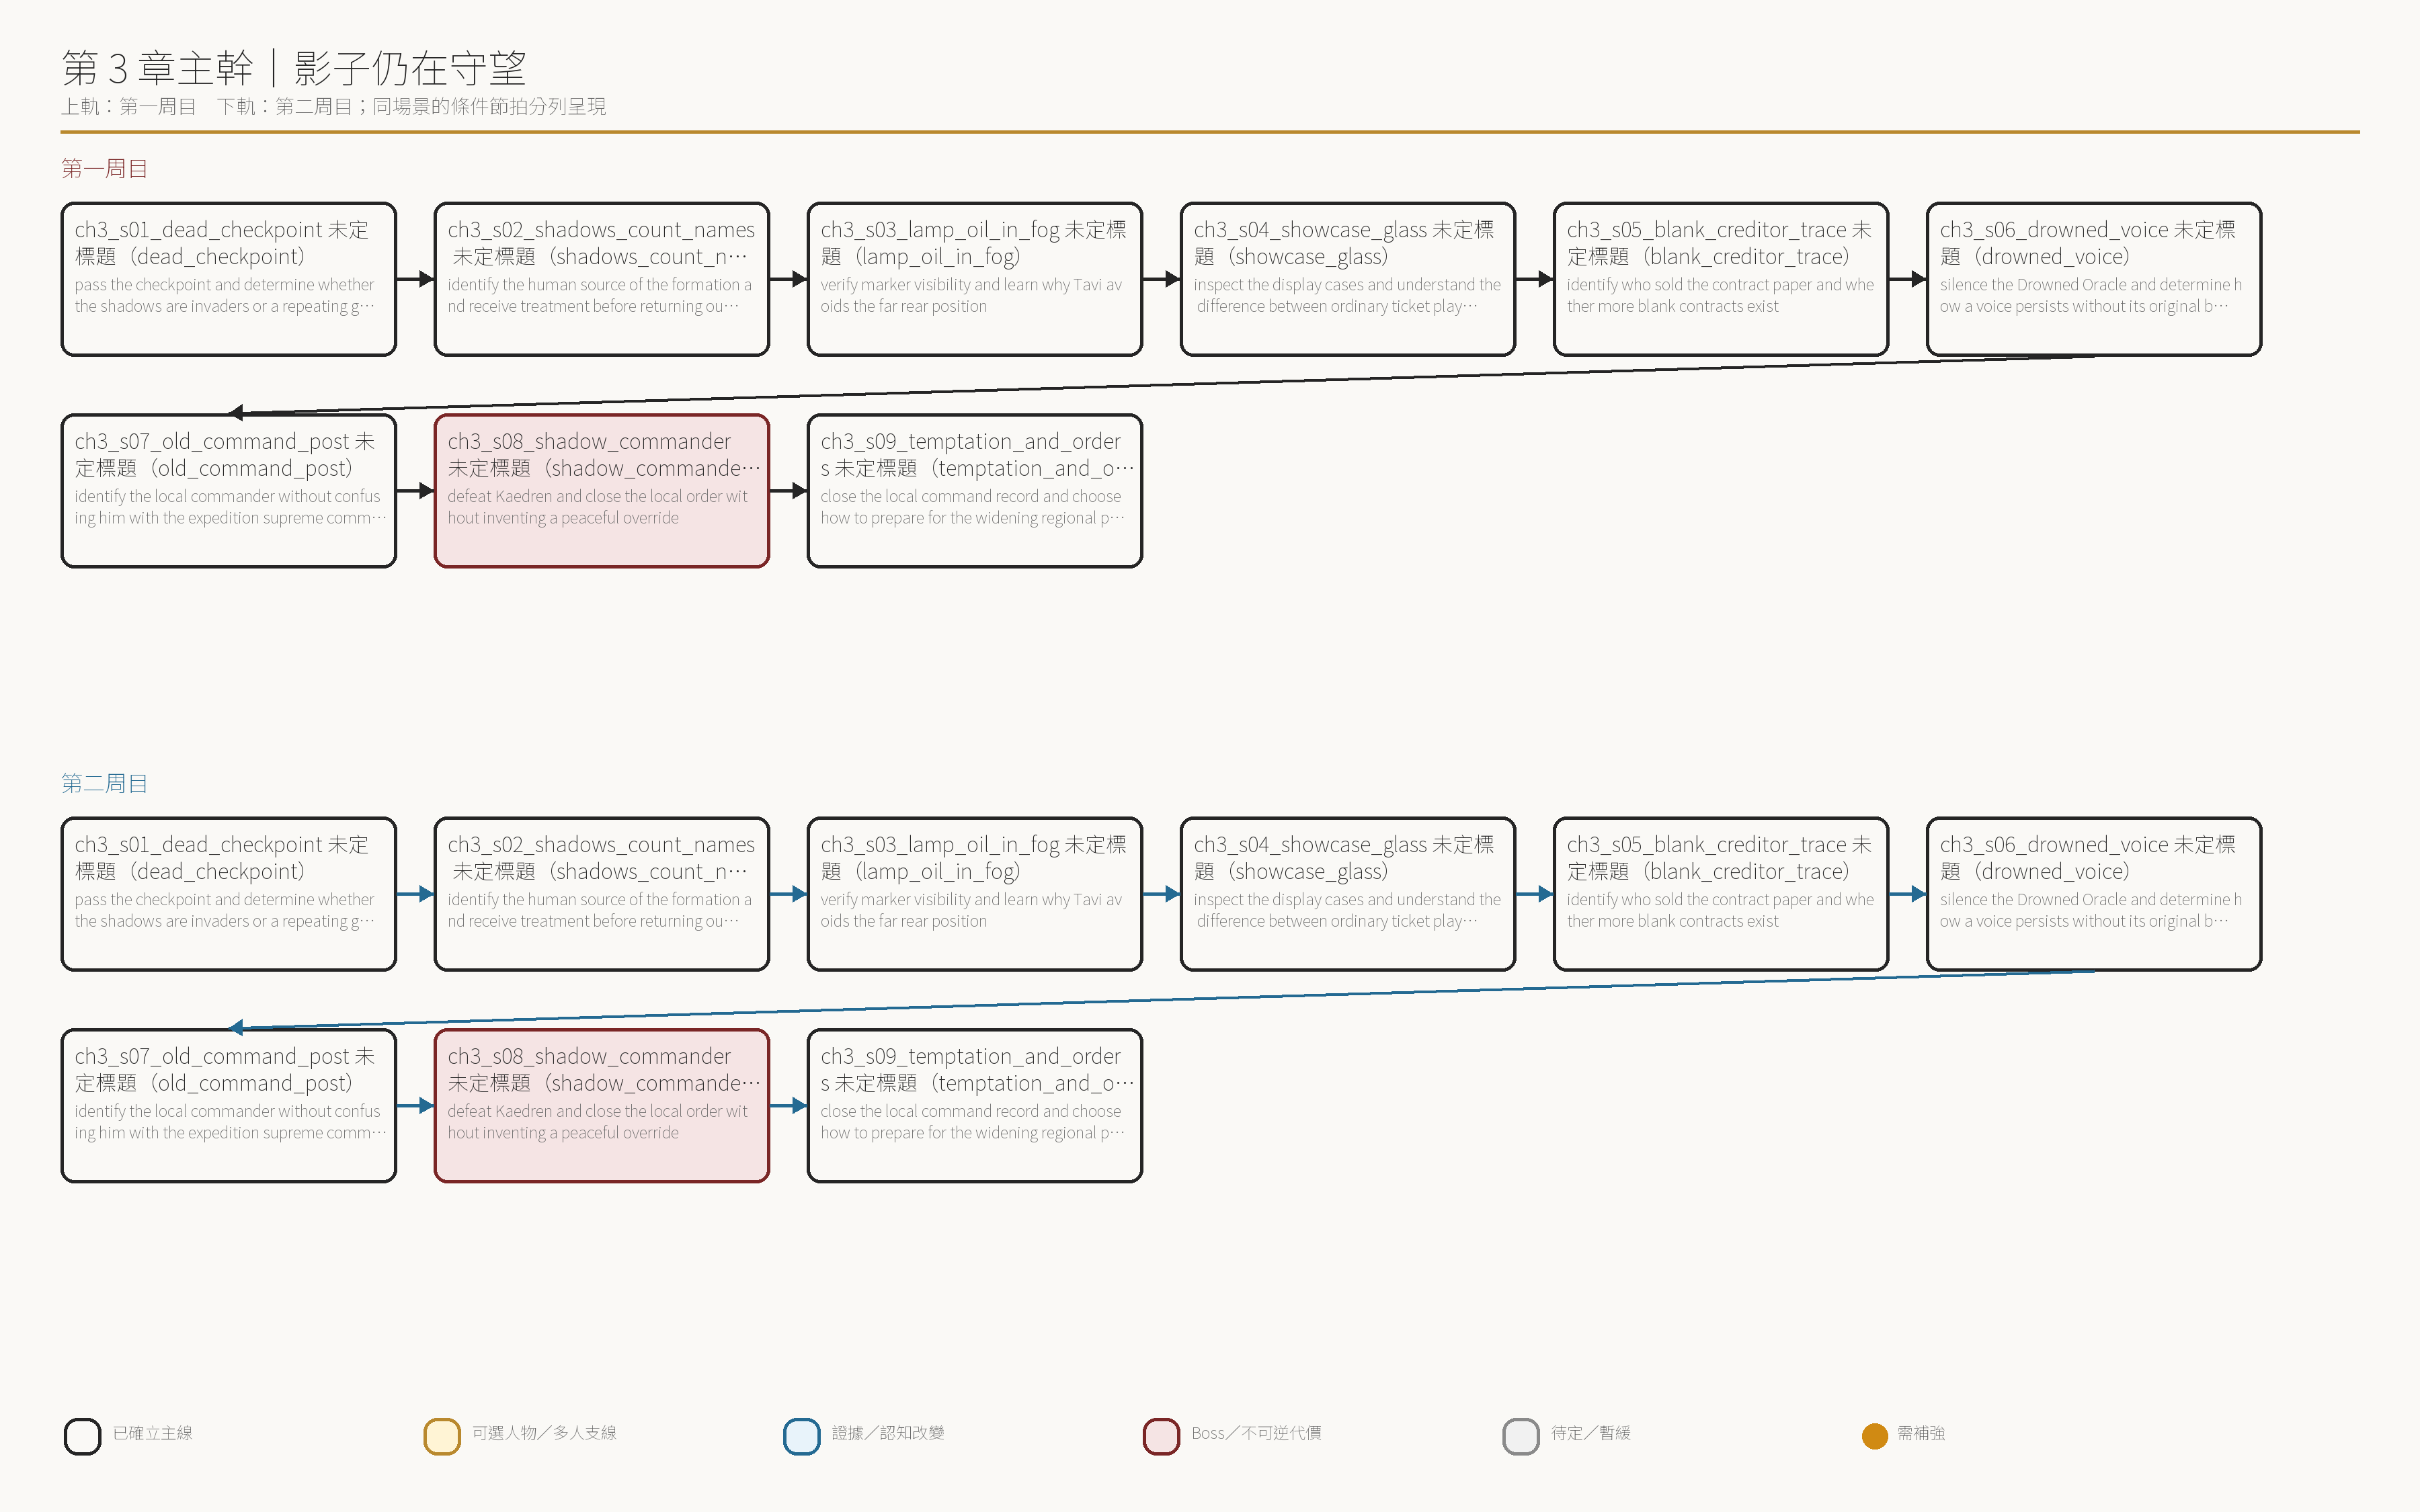 第 3 章主幹｜影子仍在守望
上軌：第一周目　下軌：第二周目；同場景的條件節拍分列呈現
第一周目
ch3_s01_dead_checkpoint 未定
標題（dead_checkpoint）
pass the checkpoint and determine whether
the shadows are invaders or a repeating g…
ch3_s02_shadows_count_names
未定標題（shadows_count_n…
identify the human source of the formation a
nd receive treatment before returning ou…
ch3_s03_lamp_oil_in_fog 未定標
題（lamp_oil_in_fog）
verify marker visibility and learn why Tavi av
oids the far rear position
ch3_s04_showcase_glass 未定標
題（showcase_glass）
inspect the display cases and understand the
difference between ordinary ticket play…
ch3_s05_blank_creditor_trace 未
定標題（blank_creditor_trace）
identify who sold the contract paper and whe
ther more blank contracts exist
ch3_s06_drowned_voice 未定標
題（drowned_voice）
silence the Drowned Oracle and determine h
ow a voice persists without its original b…
ch3_s07_old_command_post 未
定標題（old_command_post）
identify the local commander without confus
ing him with the expedition supreme comm…
ch3_s08_shadow_commander
未定標題（shadow_commande…
defeat Kaedren and close the local order wit
hout inventing a peaceful override
ch3_s09_temptation_and_order
s 未定標題（temptation_and_o…
close the local command record and choose
how to prepare for the widening regional p…
第二周目
ch3_s01_dead_checkpoint 未定
標題（dead_checkpoint）
pass the checkpoint and determine whether
the shadows are invaders or a repeating g…
ch3_s02_shadows_count_names
未定標題（shadows_count_n…
identify the human source of the formation a
nd receive treatment before returning ou…
ch3_s03_lamp_oil_in_fog 未定標
題（lamp_oil_in_fog）
verify marker visibility and learn why Tavi av
oids the far rear position
ch3_s04_showcase_glass 未定標
題（showcase_glass）
inspect the display cases and understand the
difference between ordinary ticket play…
ch3_s05_blank_creditor_trace 未
定標題（blank_creditor_trace）
identify who sold the contract paper and whe
ther more blank contracts exist
ch3_s06_drowned_voice 未定標
題（drowned_voice）
silence the Drowned Oracle and determine h
ow a voice persists without its original b…
ch3_s07_old_command_post 未
定標題（old_command_post）
identify the local commander without confus
ing him with the expedition supreme comm…
ch3_s08_shadow_commander
未定標題（shadow_commande…
defeat Kaedren and close the local order wit
hout inventing a peaceful override
ch3_s09_temptation_and_order
s 未定標題（temptation_and_o…
close the local command record and choose
how to prepare for the widening regional p…
已確立主線
可選人物／多人支線
證據／認知改變
Boss／不可逆代價
待定／暫緩
需補強